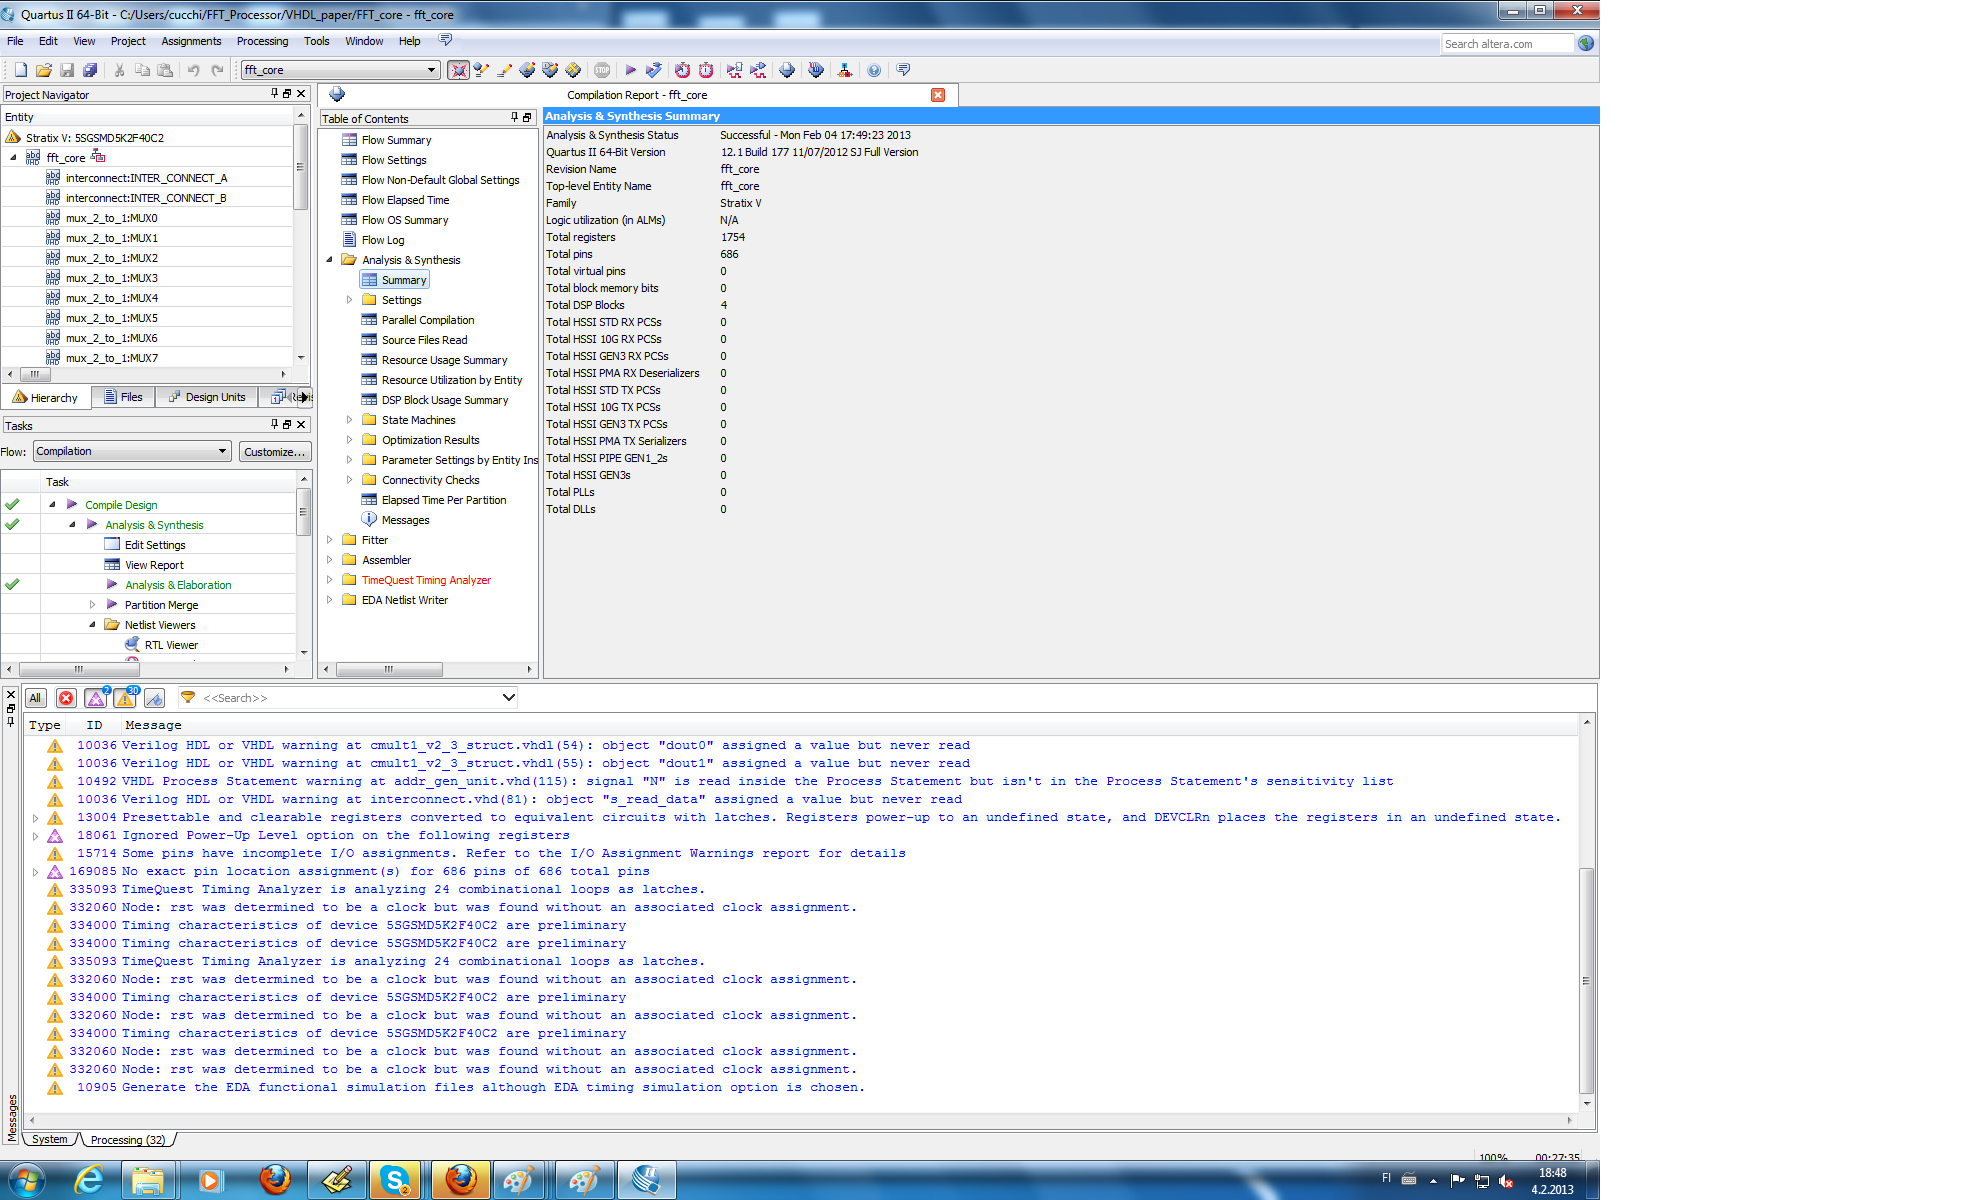 Quartus II 64-Bit - C:/Users/cucchi/FFT_Processor/VHDL_paper/FFT_core - fft_core
File Edit View Project Assignments Processing Tools Window Help
Search altera.com
fft_core
Project Navigator
Entity
Stratix V: 5SGSMD5K2F40C2
fft_core
interconnect:INTER_CONNECT_A
interconnect:INTER_CONNECT_B
mux_2_to_1:MUX0
mux_2_to_1:MUX1
mux_2_to_1:MUX2
mux_2_to_1:MUX3
mux_2_to_1:MUX4
mux_2_to_1:MUX5
mux_2_to_1:MUX6
mux_2_to_1:MUX7
Hierarchy Files Design Units
Tasks
Flow: Compilation Customize...
Task
Compile Design
Analysis & Synthesis
Edit Settings
View Report
Analysis & Elaboration
Partition Merge
Netlist Viewers
RTL Viewer
Compilation Report - fft_core
Table of Contents
Flow Summary
Flow Settings
Flow Non-Default Global Settings
Flow Elapsed Time
Flow OS Summary
Flow Log
Analysis & Synthesis
Summary
Settings
Parallel Compilation
Source Files Read
Resource Usage Summary
Resource Utilization by Entity
DSP Block Usage Summary
State Machines
Optimization Results
Parameter Settings by Entity Ins
Connectivity Checks
Elapsed Time Per Partition
Messages
Fitter
Assembler
TimeQuest Timing Analyzer
EDA Netlist Writer
Analysis & Synthesis Summary
Analysis & Synthesis Status Successful - Mon Feb 04 17:49:23 2013
Quartus II 64-Bit Version 12.1 Build 177 11/07/2012 SJ Full Version
Revision Name fft_core
Top-level Entity Name fft_core
Family Stratix V
Logic utilization (in ALMs) N/A
Total registers 1754
Total pins 686
Total virtual pins 0
Total block memory bits 0
Total DSP Blocks 4
Total HSSI STD RX PCSs 0
Total HSSI 10G RX PCSs 0
Total HSSI GEN3 RX PCSs 0
Total HSSI PMA RX Deserializers 0
Total HSSI STD TX PCSs 0
Total HSSI 10G TX PCSs 0
Total HSSI GEN3 TX PCSs 0
Total HSSI PMA TX Serializers 0
Total HSSI PIPE GEN1_2s 0
Total HSSI GEN3s 0
Total PLLs 0
Total DLLs 0
All 2 30 <<Search>>
Type ID Message
10036 Verilog HDL or VHDL warning at cmult1_v2_3_struct.vhdl(54): object "dout0" assigned a value but never read
10036 Verilog HDL or VHDL warning at cmult1_v2_3_struct.vhdl(55): object "dout1" assigned a value but never read
10492 VHDL Process Statement warning at addr_gen_unit.vhd(115): signal "N" is read inside the Process Statement but isn't in the Process Statement's sensitivity list
10036 Verilog HDL or VHDL warning at interconnect.vhd(81): object "s_read_data" assigned a value but never read
13004 Presettable and clearable registers converted to equivalent circuits with latches. Registers power-up to an undefined state, and DEVCLRn places the registers in an undefined state.
18061 Ignored Power-Up Level option on the following registers
15714 Some pins have incomplete I/O assignments. Refer to the I/O Assignment Warnings report for details
169085 No exact pin location assignment(s) for 686 pins of 686 total pins
335093 TimeQuest Timing Analyzer is analyzing 24 combinational loops as latches.
332060 Node: rst was determined to be a clock but was found without an associated clock assignment.
334000 Timing characteristics of device 5SGSMD5K2F40C2 are preliminary
334000 Timing characteristics of device 5SGSMD5K2F40C2 are preliminary
335093 TimeQuest Timing Analyzer is analyzing 24 combinational loops as latches.
332060 Node: rst was determined to be a clock but was found without an associated clock assignment.
334000 Timing characteristics of device 5SGSMD5K2F40C2 are preliminary
332060 Node: rst was determined to be a clock but was found without an associated clock assignment.
334000 Timing characteristics of device 5SGSMD5K2F40C2 are preliminary
332060 Node: rst was determined to be a clock but was found without an associated clock assignment.
332060 Node: rst was determined to be a clock but was found without an associated clock assignment.
10905 Generate the EDA functional simulation files although EDA timing simulation option is chosen.
Messages
System Processing (32)
100% 00:27:35
FI 18:48
4.2.2013